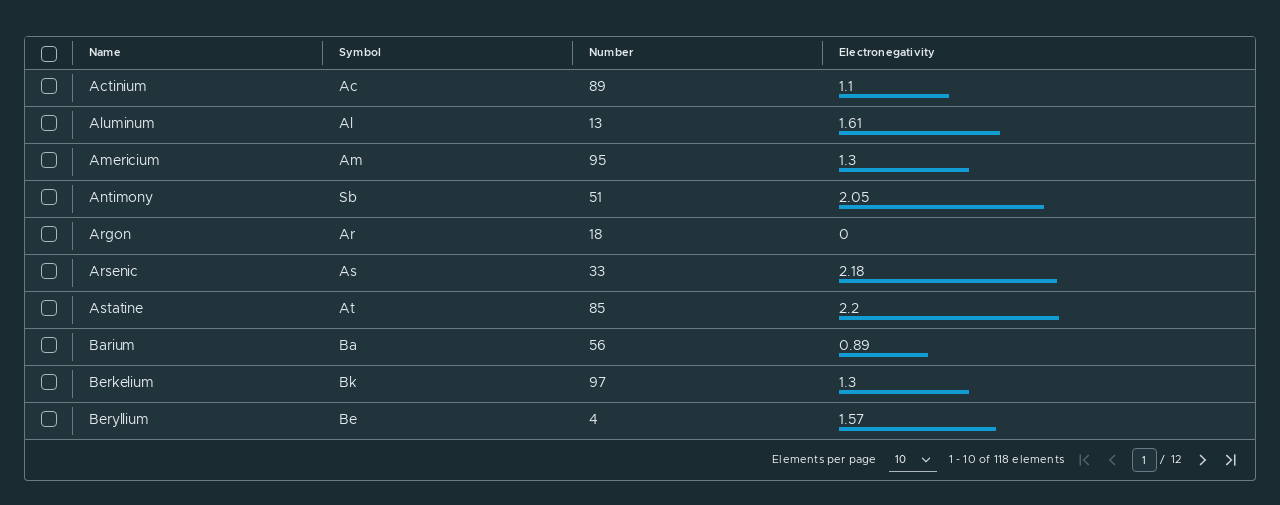 Name Symbol Number Electronegativity
Actinium Ac 89 1.1
Aluminum Al 13 1.61
Americium Am 95 1.3
Antimony Sb 51 2.05
Argon Ar 18 0
Arsenic As 33 2.18
Astatine At 85 2.2
Barium Ba 56 0.89
Berkelium Bk 97 1.3
Beryllium Be 4 1.57
Elements per page 10 1 - 10 of 118 elements 1 / 12